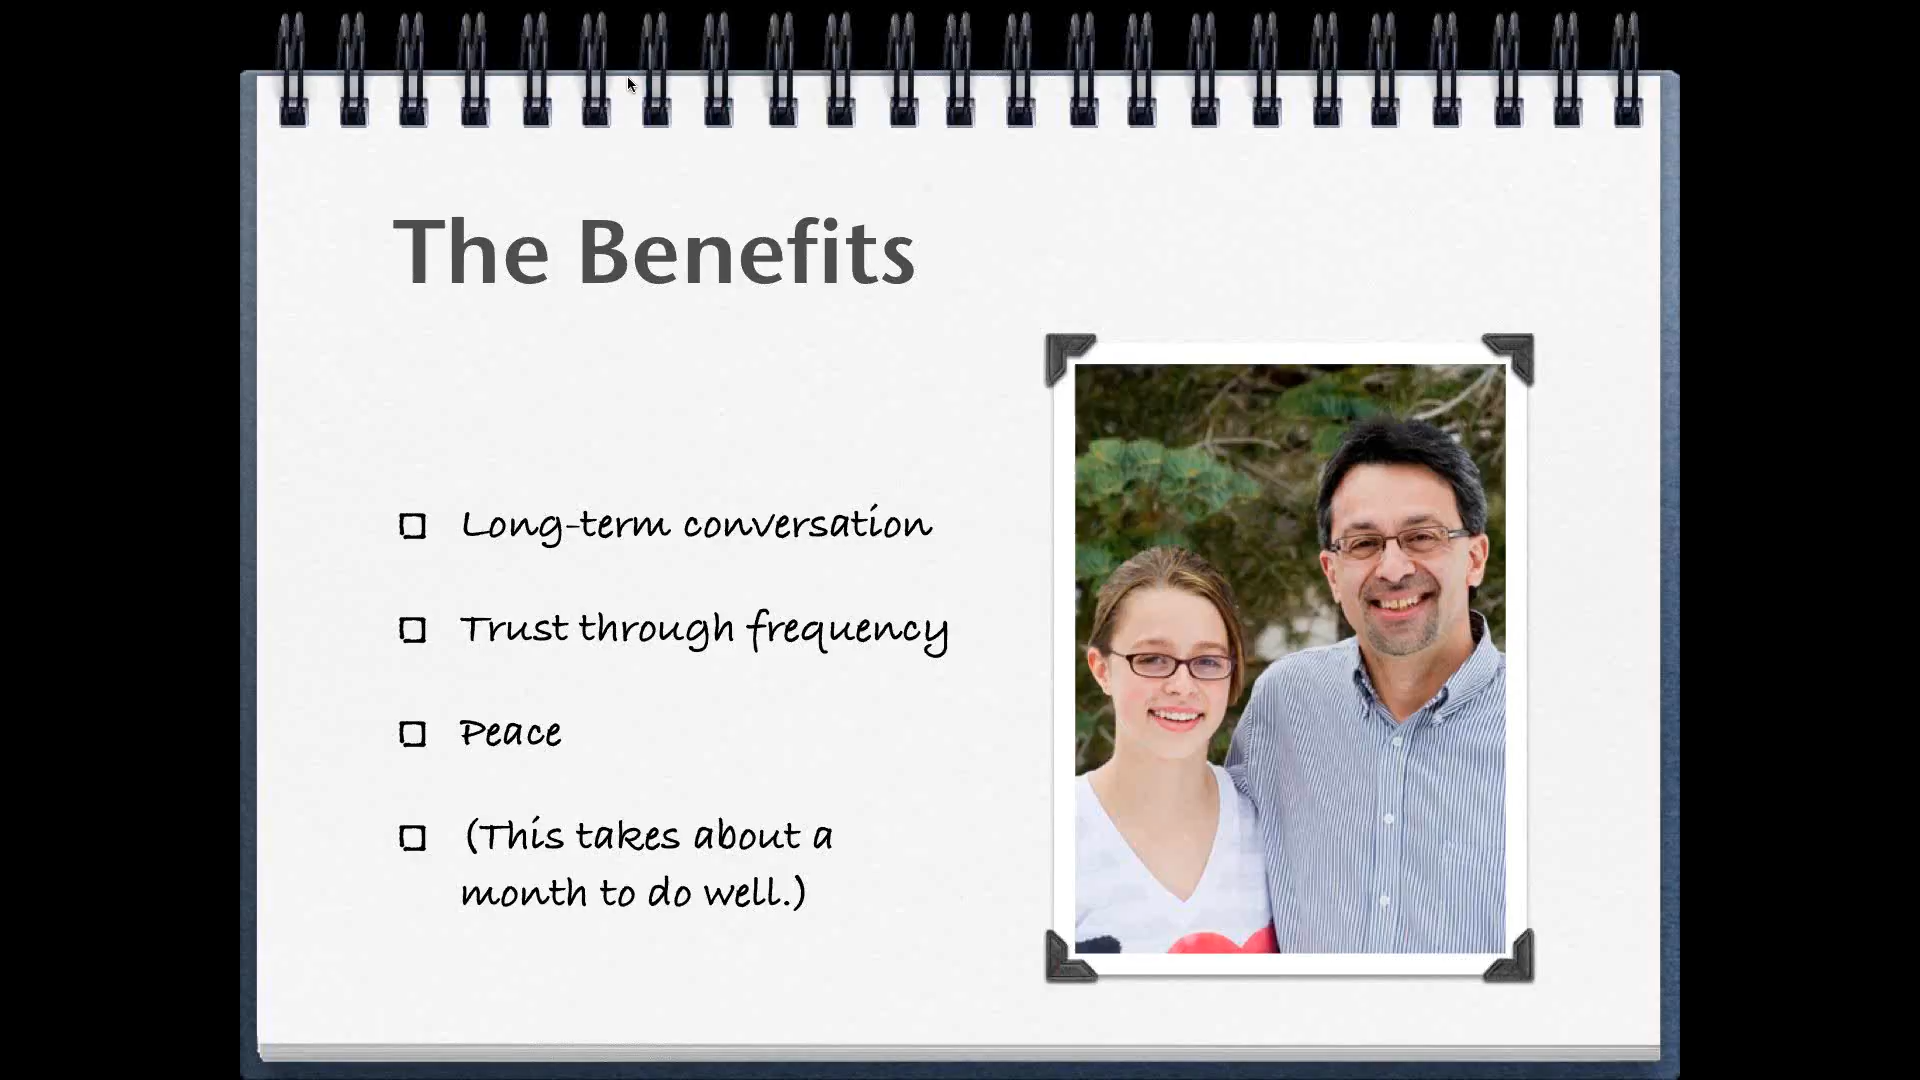 The Benefits
Long-term conversation
Trust through frequency
Peace
(This takes about a
month to do well.)